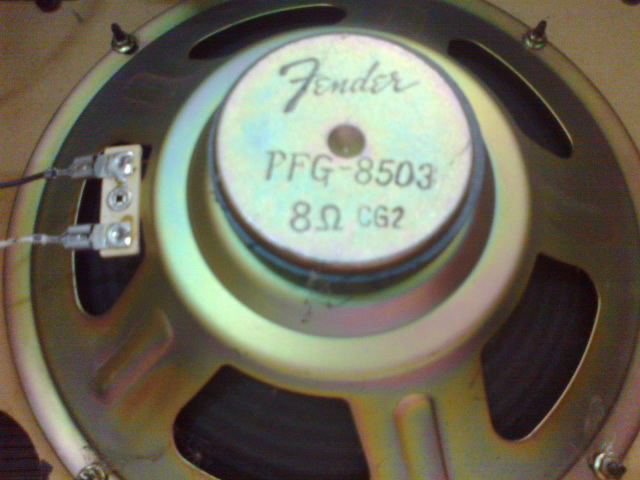 Fender
PFG-8503
8Ω CG2